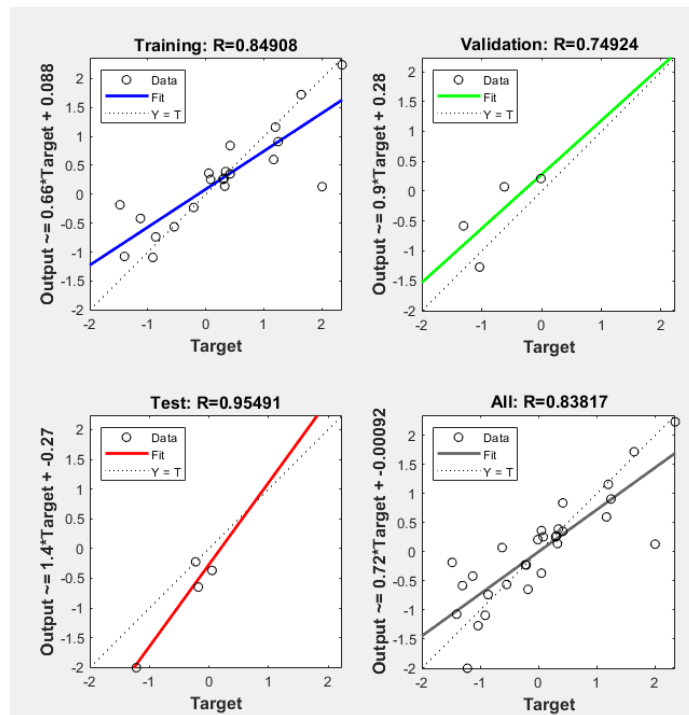 Training: R=0.84908
Output ~= 0.66*Target + 0.088
2
1.5
1
0.5
0
-0.5
-1
-1.5
-2
Data
Fit
Y = T
-2
-1
0
1
2
Target
Validation: R=0.74924
Output ~= 0.9*Target + 0.28
2
1.5
1
0.5
0
-0.5
-1
-1.5
-2
Data
Fit
Y = T
-2
-1
0
1
2
Target
Test: R=0.95491
Output ~= 1.4*Target + -0.27
2
1.5
1
0.5
0
-0.5
-1
-1.5
-2
Data
Fit
Y = T
-2
-1
0
1
2
Target
All: R=0.83817
Output ~= 0.72*Target + -0.00092
2
1.5
1
0.5
0
-0.5
-1
-1.5
-2
Data
Fit
Y = T
-2
-1
0
1
2
Target